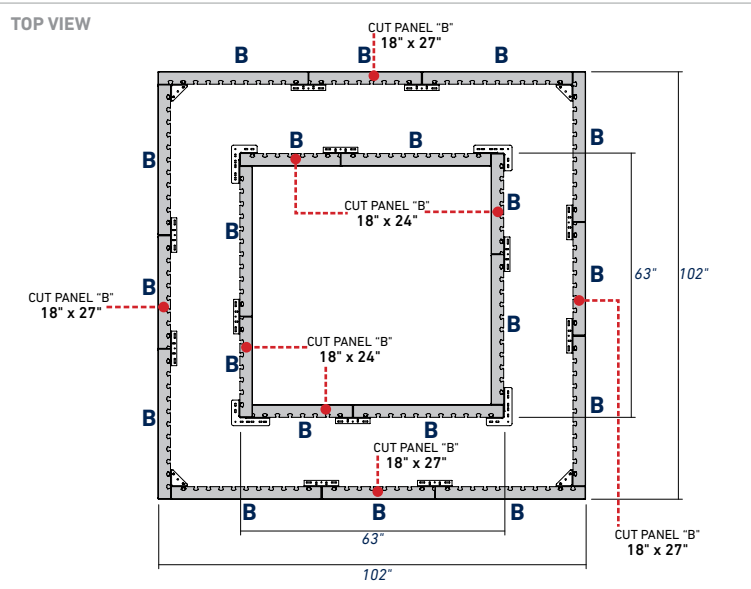 TOP VIEW
CUT PANEL "B"
18" x 27"
B
B
B
B
B
B
B
CUT PANEL "B"
18" x 24"
B
B
B
B
63"
102"
CUT PANEL "B"
18" x 27"
B
CUT PANEL "B"
18" x 24"
B
B
B
B
B
B
CUT PANEL "B"
18" x 27"
B
B
B
CUT PANEL "B"
18" x 27"
63"
102"